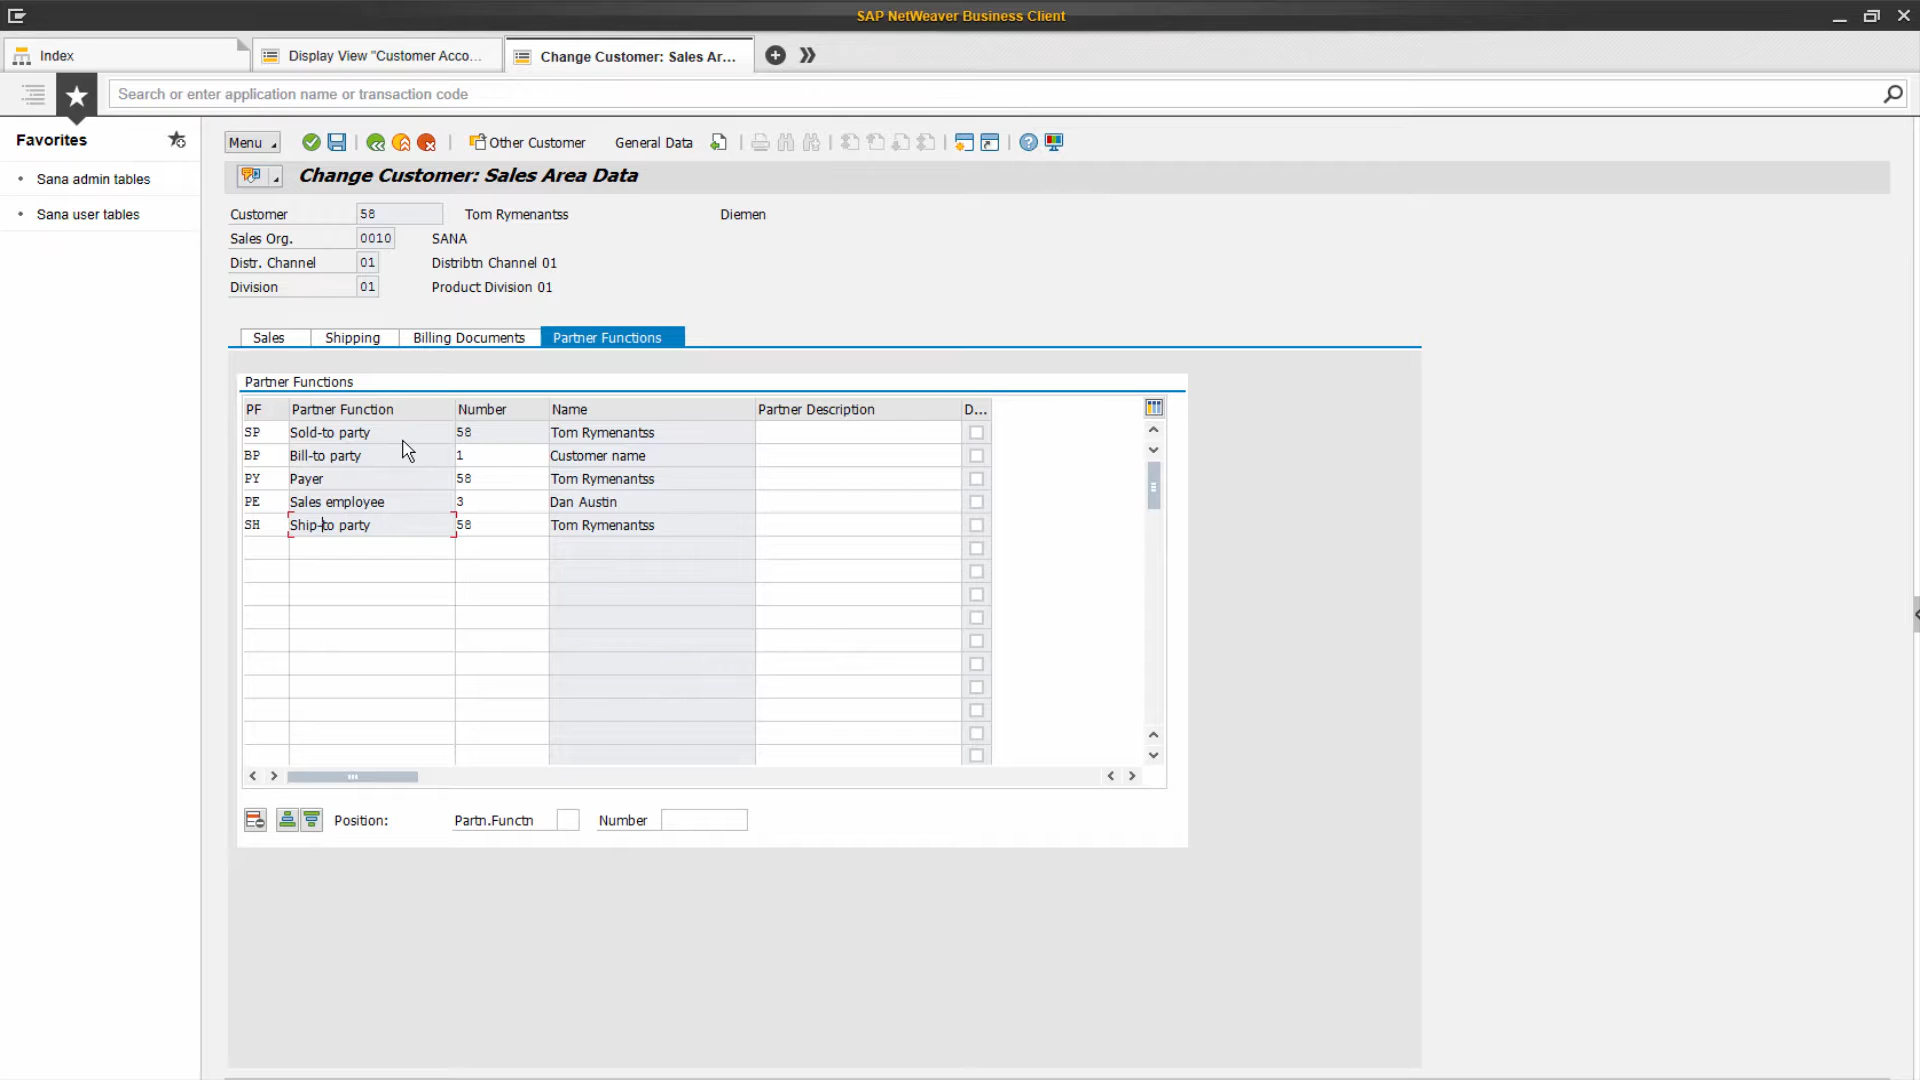 SAP NetWeaver Business Client
Index
Display View "Customer Acco...
Change Customer: Sales Ar...
Search or enter application name or transaction code
Favorites
Sana admin tables
Sana user tables
Menu
Other Customer
General Data
Change Customer: Sales Area Data
Customer 58 Tom Rymenantss Diemen
Sales Org. 0010 SANA
Distr. Channel 01 Distribtn Channel 01
Division 01 Product Division 01
Sales Shipping Billing Documents Partner Functions
Partner Functions
PF Partner Function Number Name Partner Description D...
SP Sold-to party 58 Tom Rymenantss
BP Bill-to party 1 Customer name
PY Payer 58 Tom Rymenantss
PE Sales employee 3 Dan Austin
SH Ship-to party 58 Tom Rymenantss
Position: Partn.Functn Number